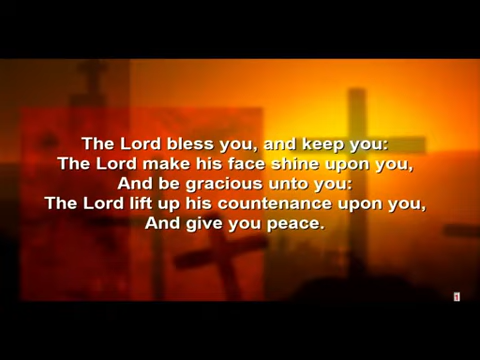 The Lord bless you, and keep you:
The Lord make his face shine upon you,
And be gracious unto you:
The Lord lift up his countenance upon you,
And give you peace.
1